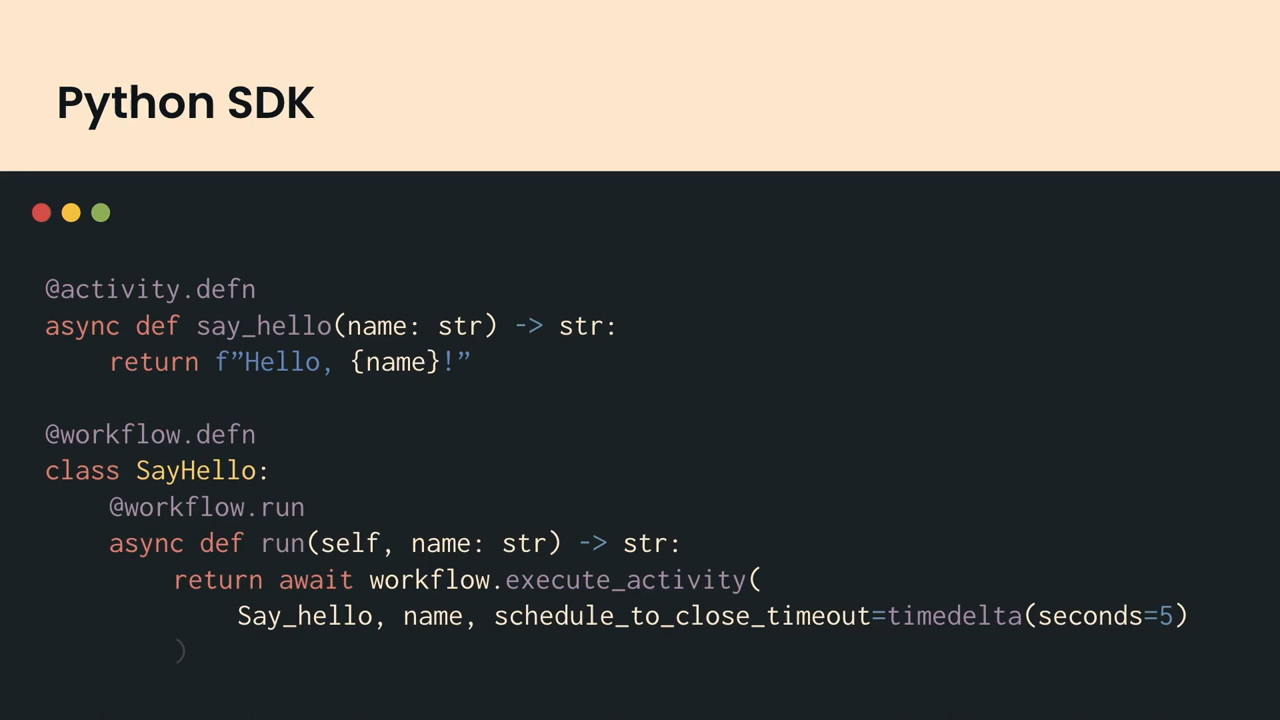 Python SDK
@activity.defn
async def say_hello(name: str) -> str:
    return f”Hello, {name}!”
@workflow.defn
class SayHello:
    @workflow.run
    async def run(self, name: str) -> str:
        return await workflow.execute_activity(
            Say_hello, name, schedule_to_close_timeout=timedelta(seconds=5)
        )